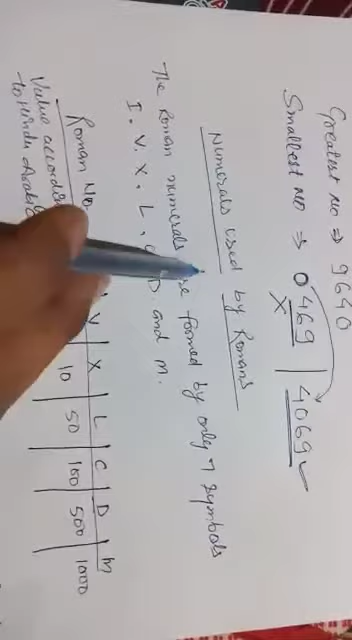 Greatest no ⇒ 9640
Smallest no ⇒ 0469 | 4069 ✓
X
Numerals used by Romans
The Roman numerals formed by only 7 symbols
I, V, X, L, C, D and M.
Roman No. V | X | L | C | D | M
Value according 10 | 50 | 100 | 500 | 1000
to Hindu Arabic